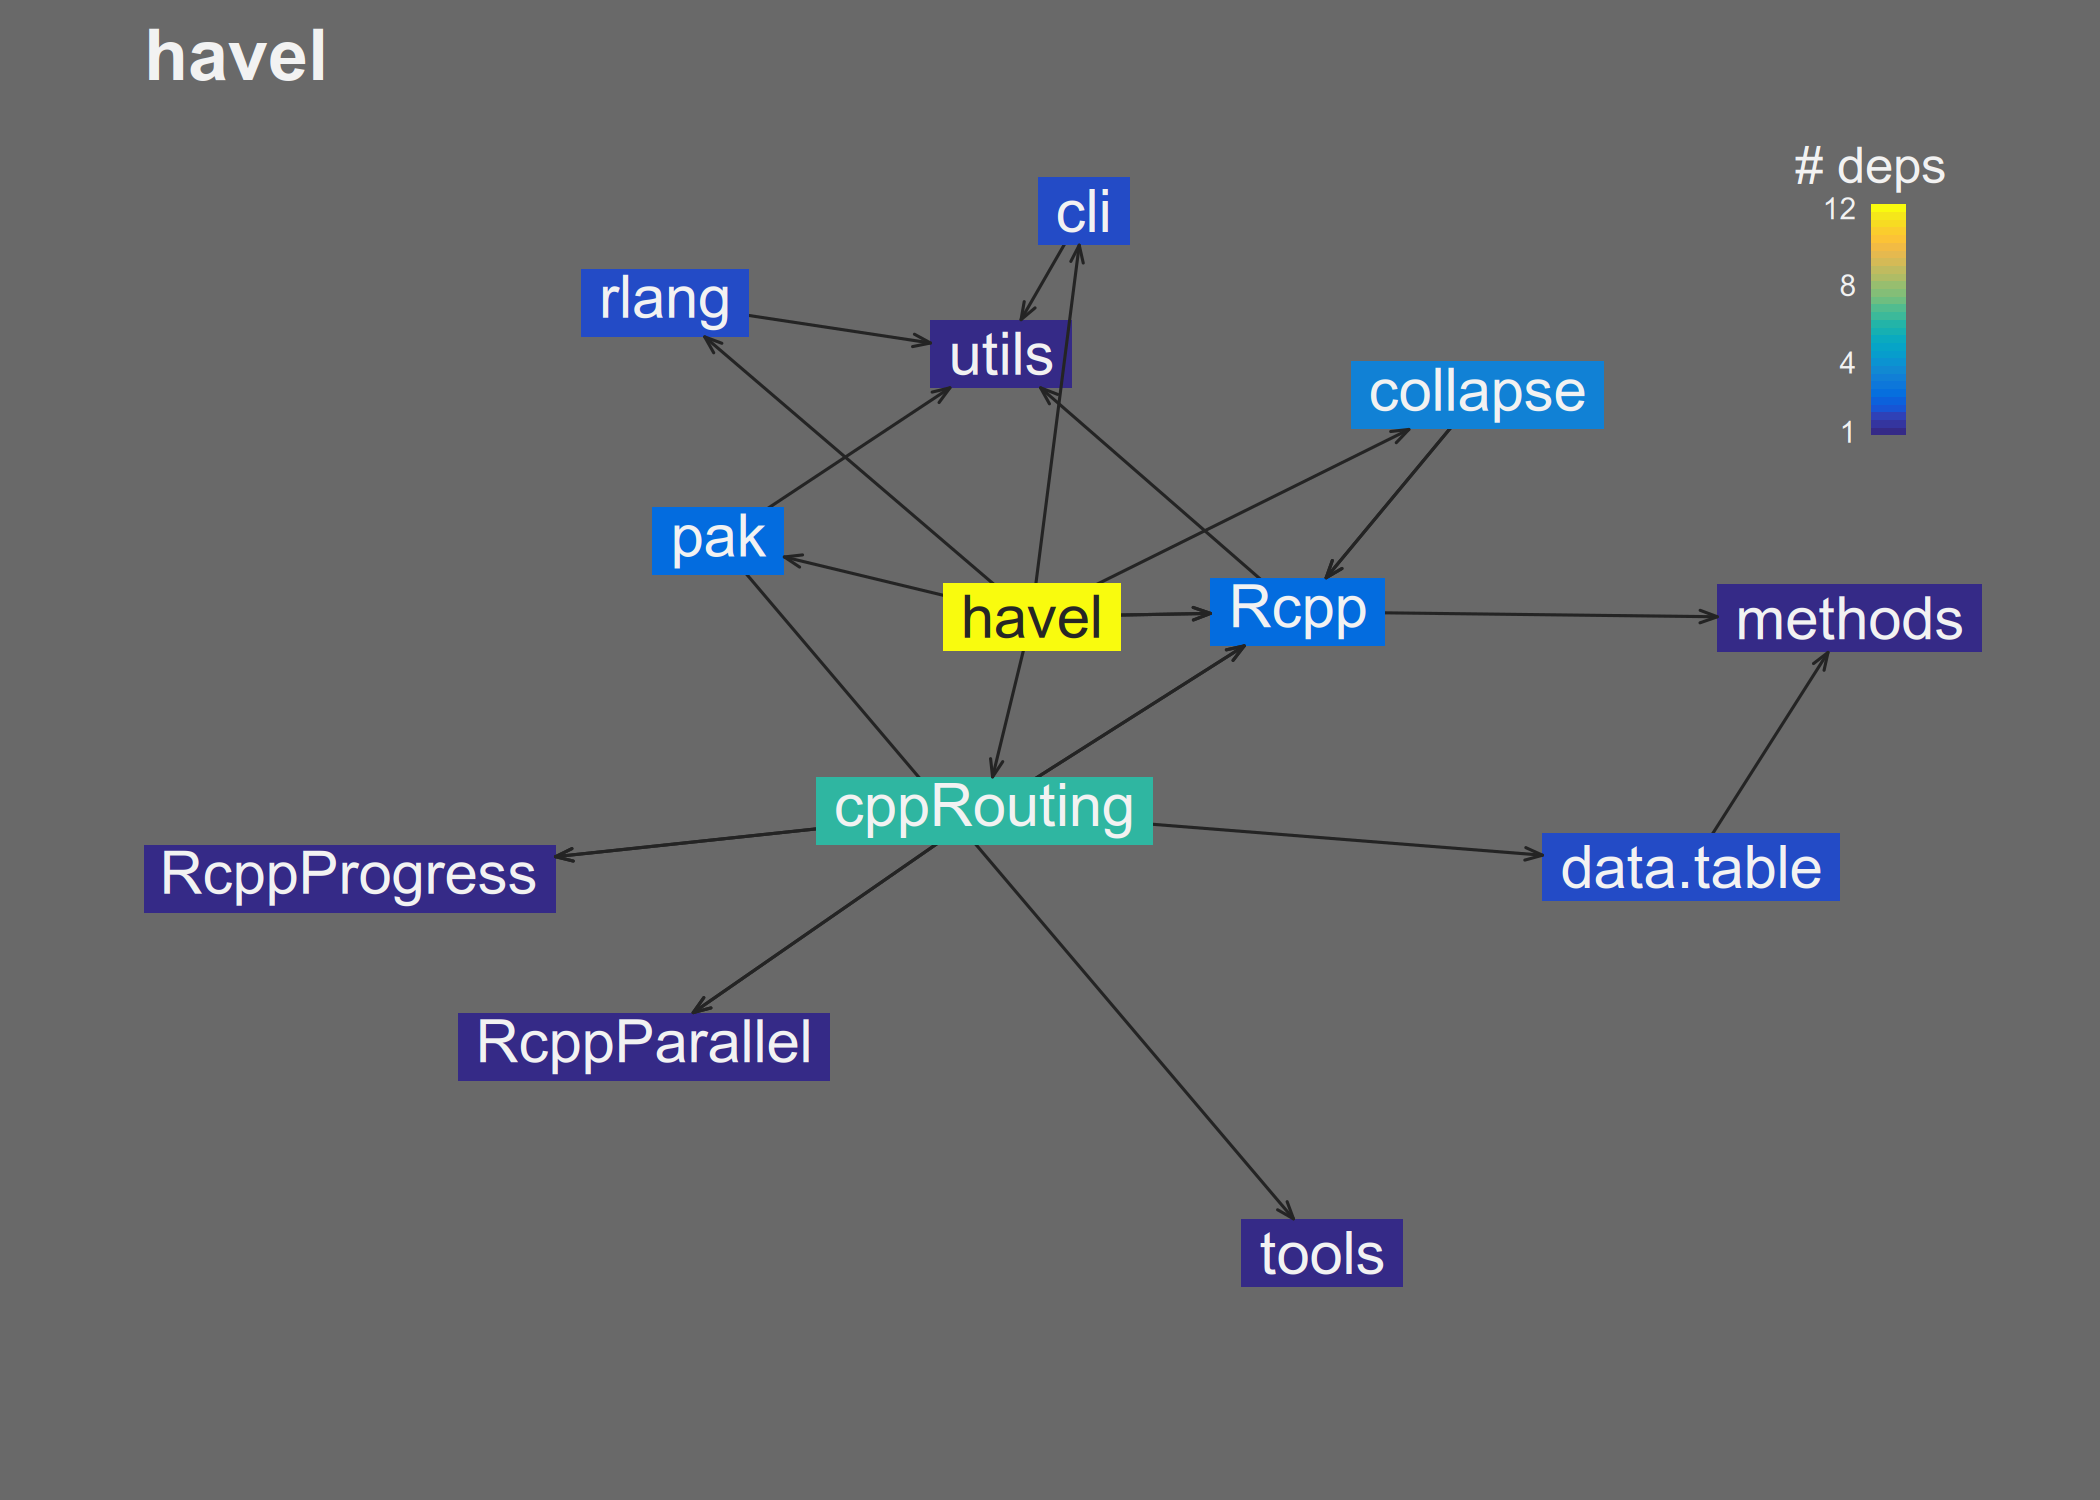 havel
# deps
12
8
4
1
cli
rlang
utils
collapse
pak
havel
Rcpp
methods
cppRouting
RcppProgress
data.table
RcppParallel
tools